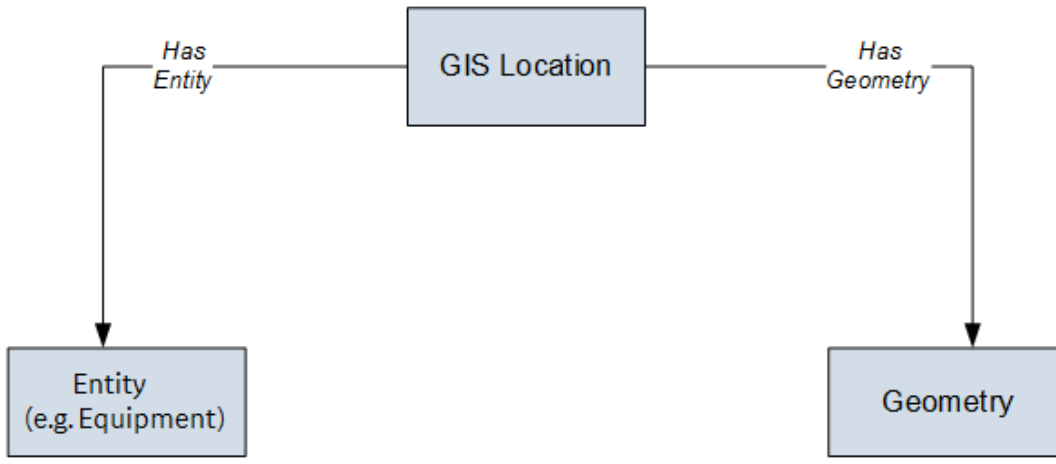 GIS Location
Has
Entity
Has
Geometry
Entity
(e.g. Equipment)
Geometry